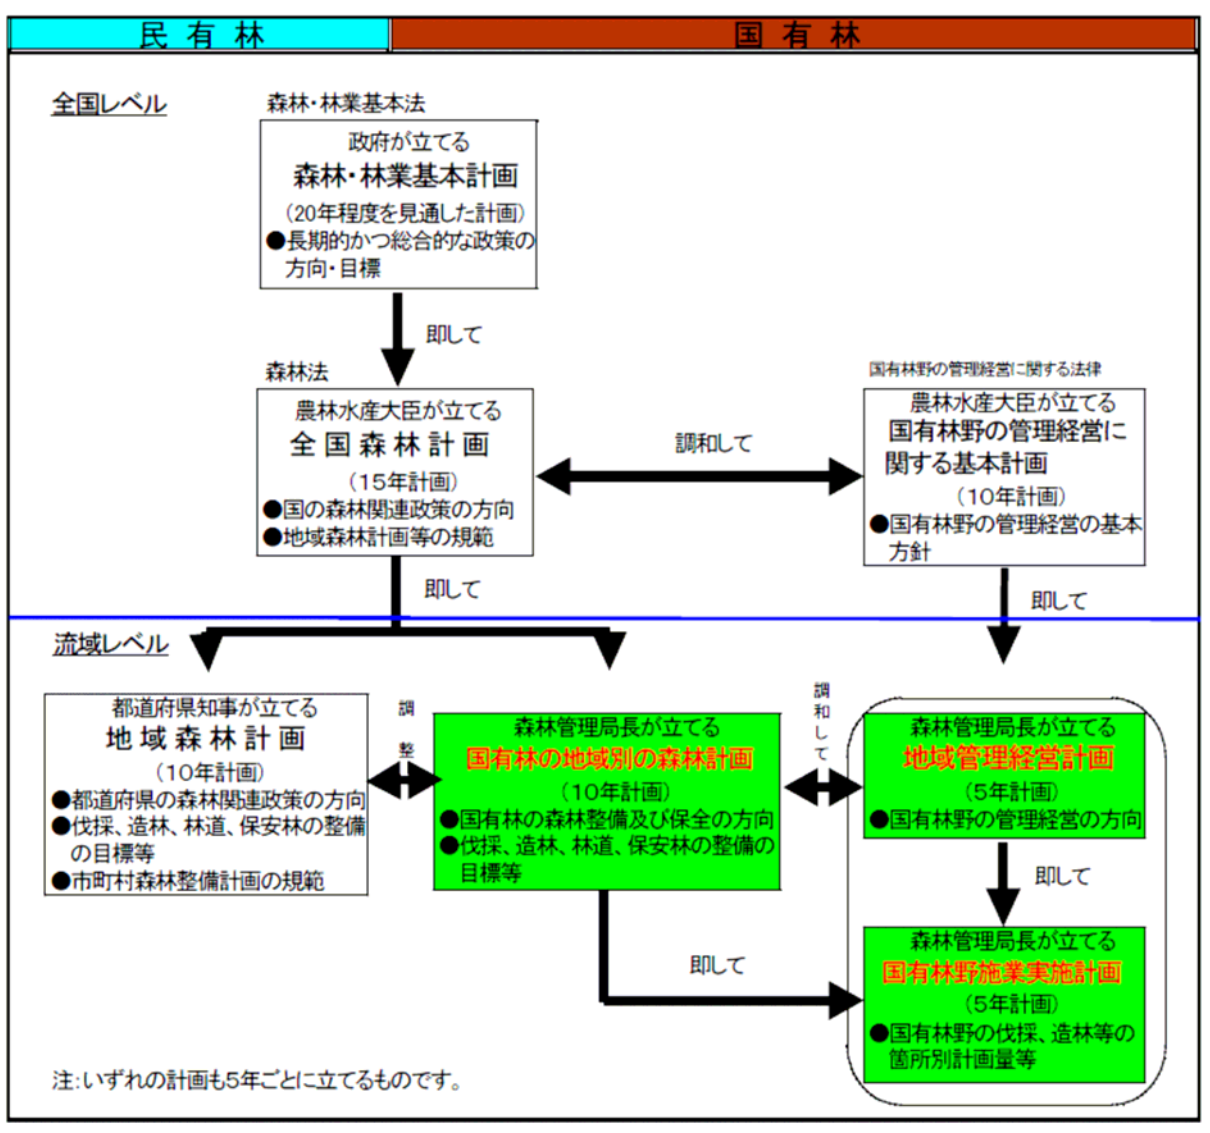 民有林
国有林
全国レベル
森林・林業基本法
政府が立てる
森林・林業基本計画
（20年程度を見通した計画）
●長期的かつ総合的な政策の
方向・目標
即して
森林法
農林水産大臣が立てる
全国森林計画
（15年計画）
●国の森林関連政策の方向
●地域森林計画等の規範
調和して
国有林野の管理経営に関する法律
農林水産大臣が立てる
国有林野の管理経営に
関する基本計画
（10年計画）
●国有林野の管理経営の基本
方針
即して
即して
流域レベル
都道府県知事が立てる
地域森林計画
（10年計画）
●都道府県の森林関連政策の方向
●伐採、造林、林道、保安林の整備
の目標等
●市町村森林整備計画の規範
調整
森林管理局長が立てる
国有林の地域別の森林計画
（10年計画）
●国有林の森林整備及び保全の方向
●伐採、造林、林道、保安林の整備の
目標等
調和して
森林管理局長が立てる
地域管理経営計画
（5年計画）
●国有林野の管理経営の方向
即して
即して
森林管理局長が立てる
国有林野施業実施計画
（5年計画）
●国有林野の伐採、造林等の
箇所別計画量等
注：いずれの計画も5年ごとに立てるものです。